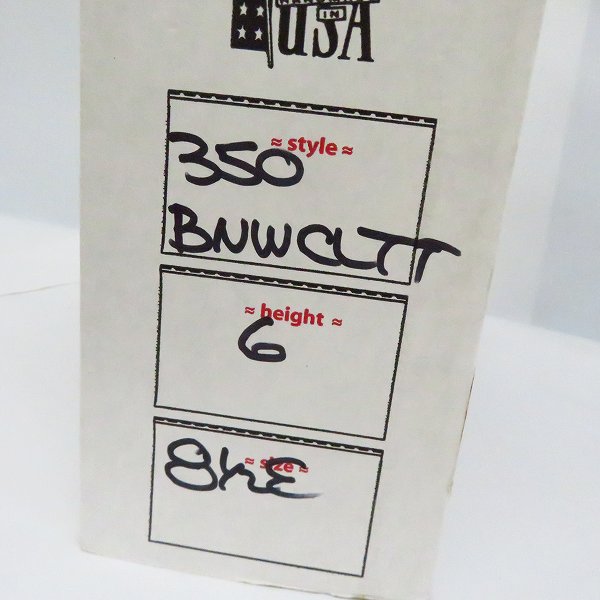 IN
USA
≈ style ≈
350
BNWCLTT
≈ height ≈
6
≈ size ≈
8½E